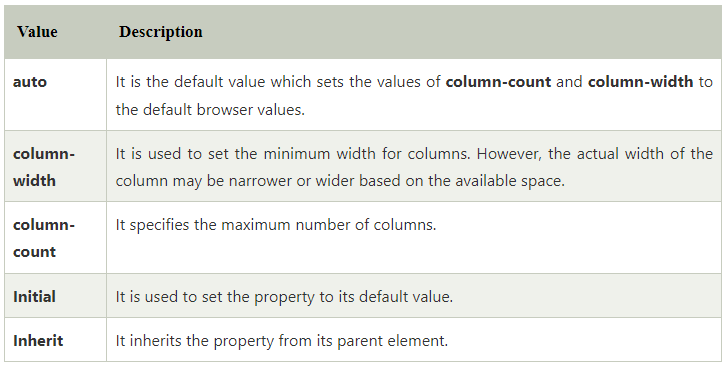 Value Description
auto It is the default value which sets the values of column-count and column-width to
the default browser values.
column- It is used to set the minimum width for columns. However, the actual width of the
width column may be narrower or wider based on the available space.
column- It specifies the maximum number of columns.
count
Initial It is used to set the property to its default value.
Inherit It inherits the property from its parent element.